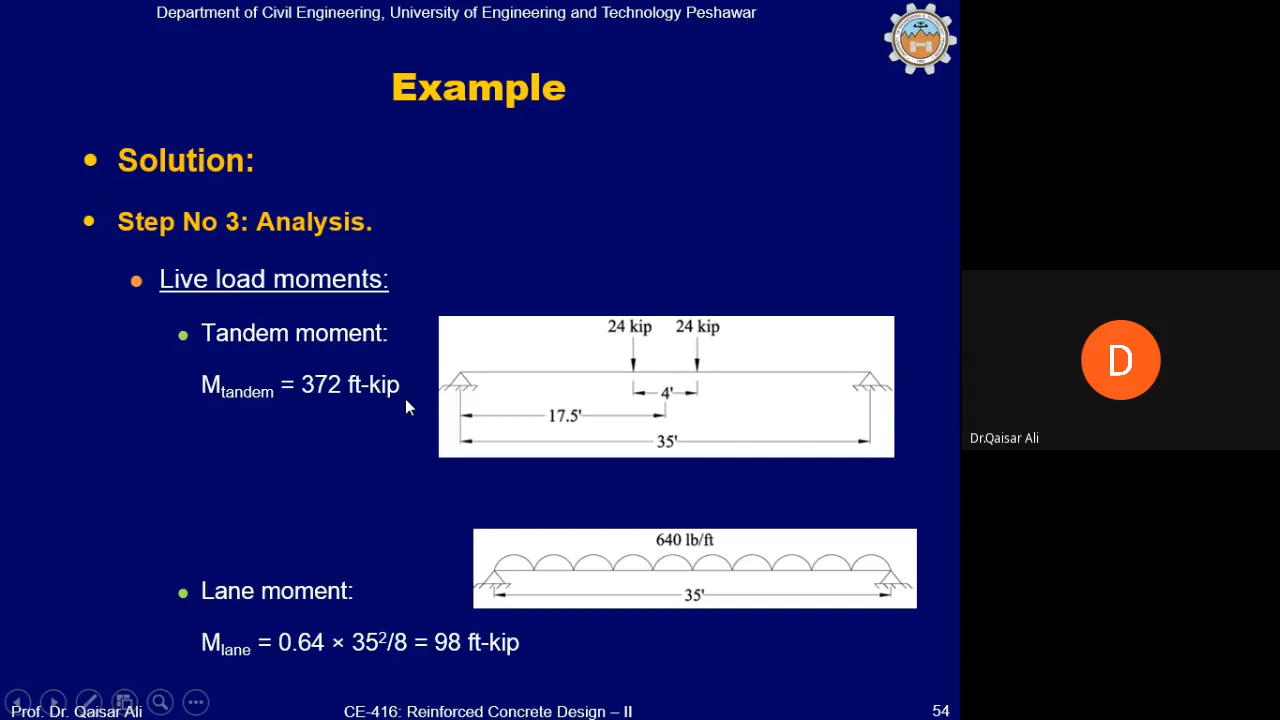 Department of Civil Engineering, University of Engineering and Technology Peshawar
Example
• Solution:
• Step No 3: Analysis.
• Live load moments:
• Tandem moment:
Mtandem = 372 ft-kip
24 kip 24 kip
4'
17.5'
35'
640 lb/ft
35'
• Lane moment:
Mlane = 0.64 × 35²/8 = 98 ft-kip
Prof. Dr. Qaisar Ali
CE-416: Reinforced Concrete Design – II
54
D
Dr.Qaisar Ali